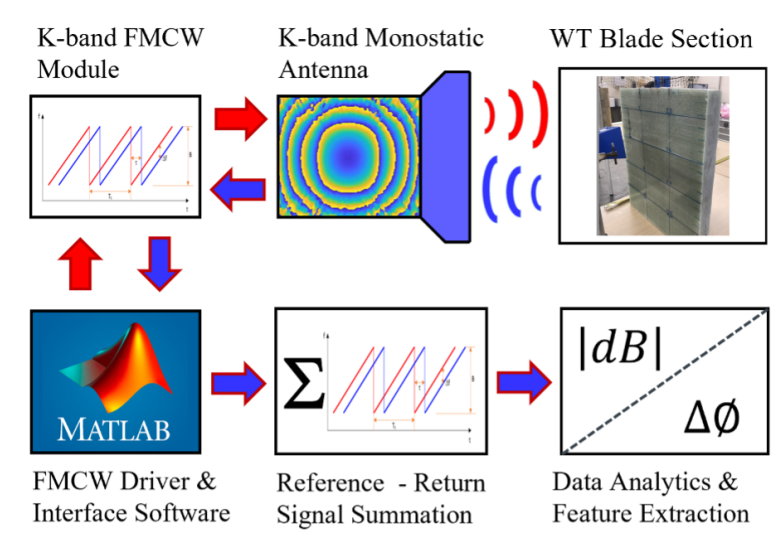 K-band FMCW
Module
K-band Monostatic
Antenna
WT Blade Section
MATLAB
Σ
|dB|
ΔØ
FMCW Driver &
Interface Software
Reference - Return
Signal Summation
Data Analytics &
Feature Extraction